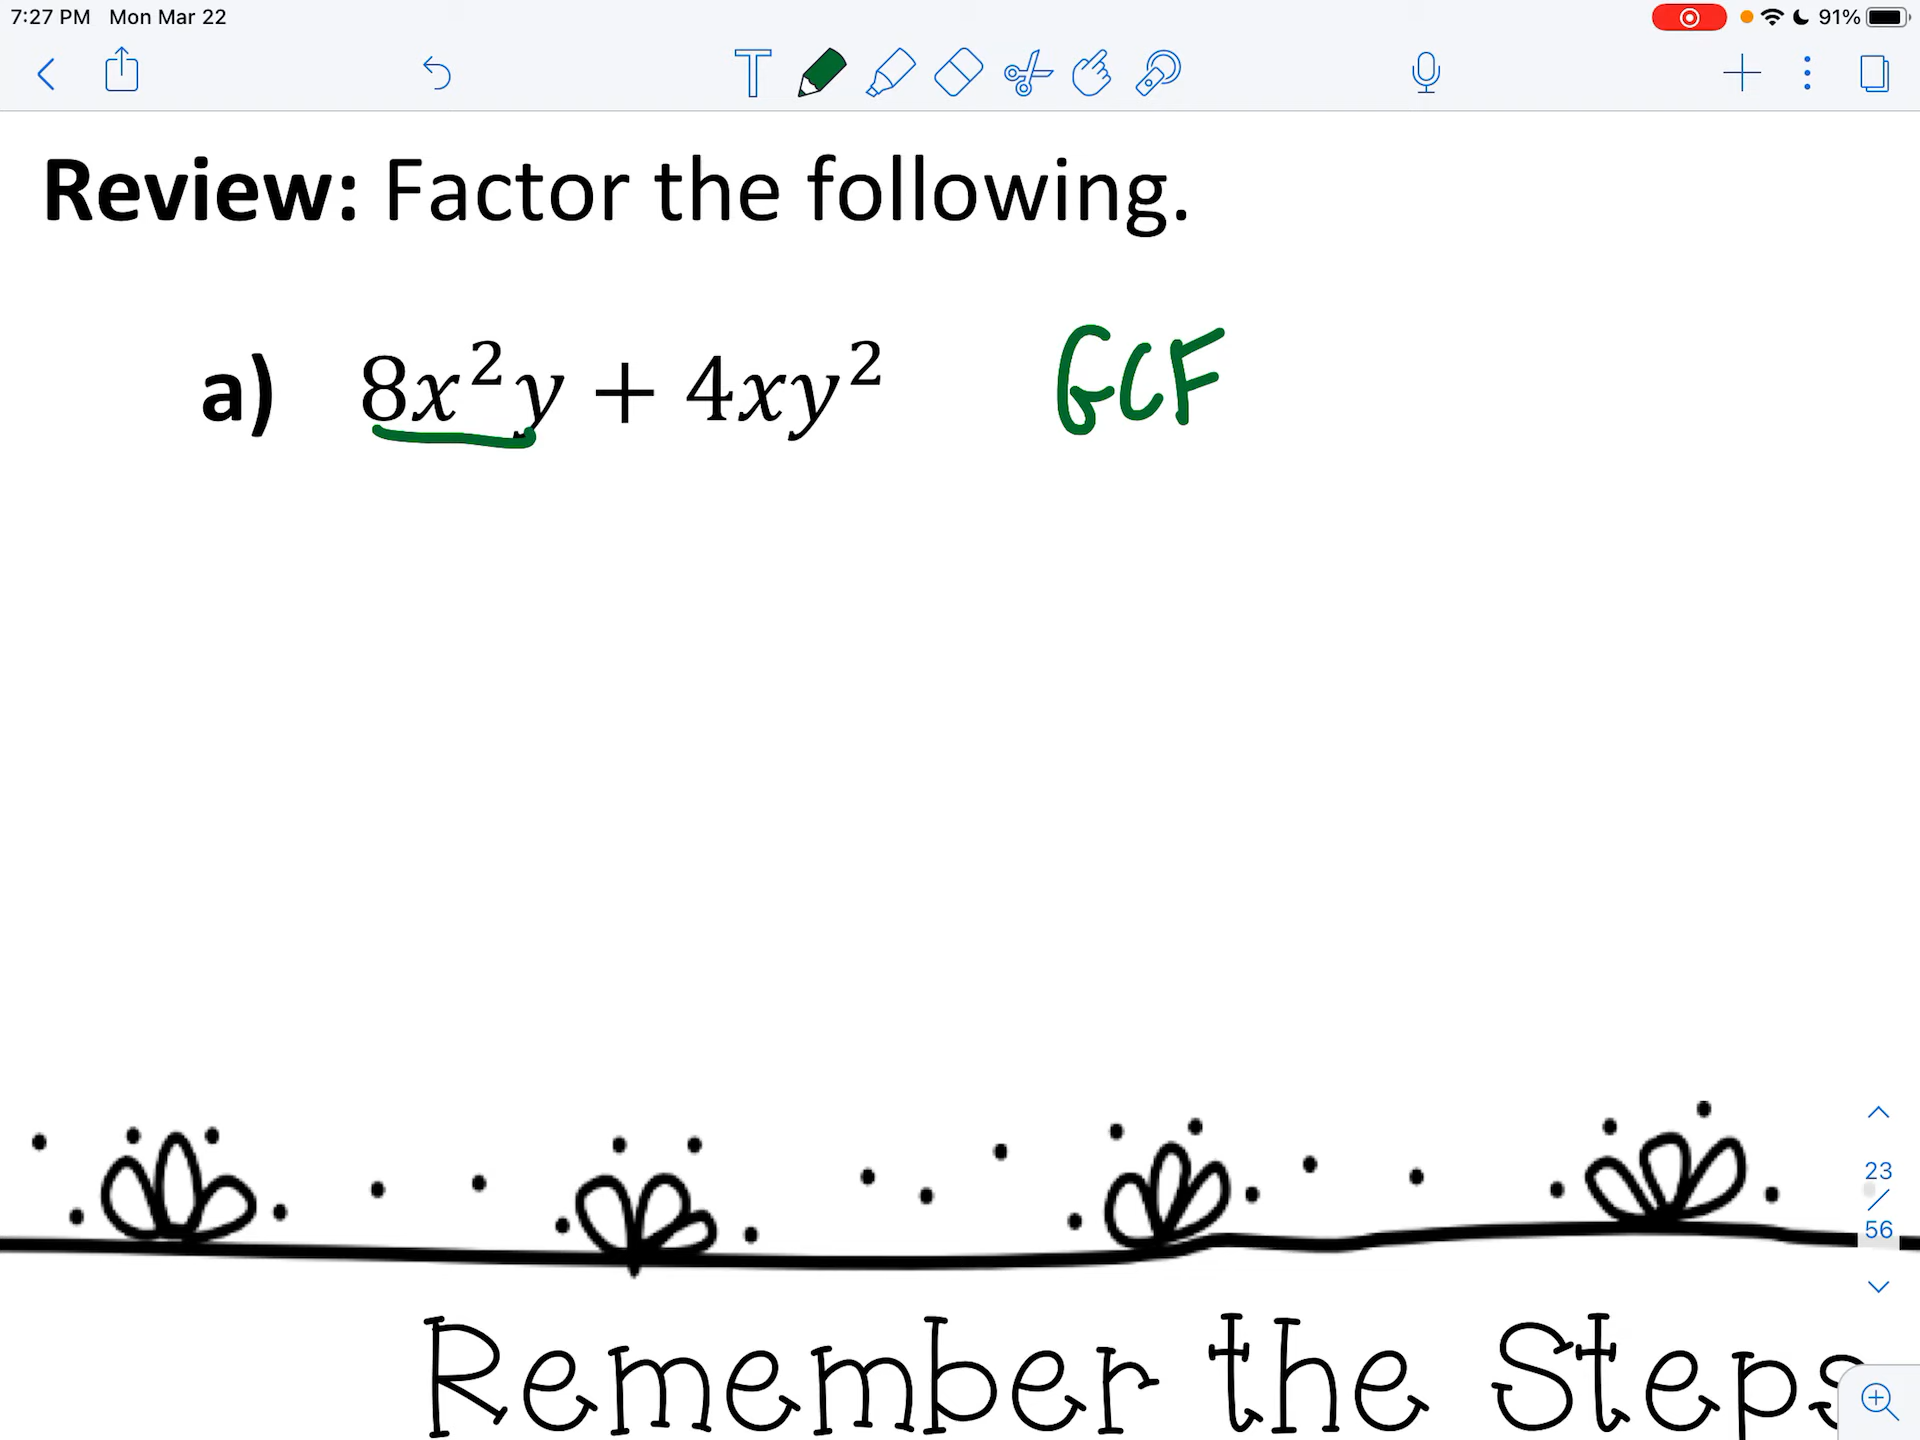 7:27 PM Mon Mar 22
91%
T
Review: Factor the following.
a) 8x²y + 4xy² GCF
23
/
56
Remember the Steps